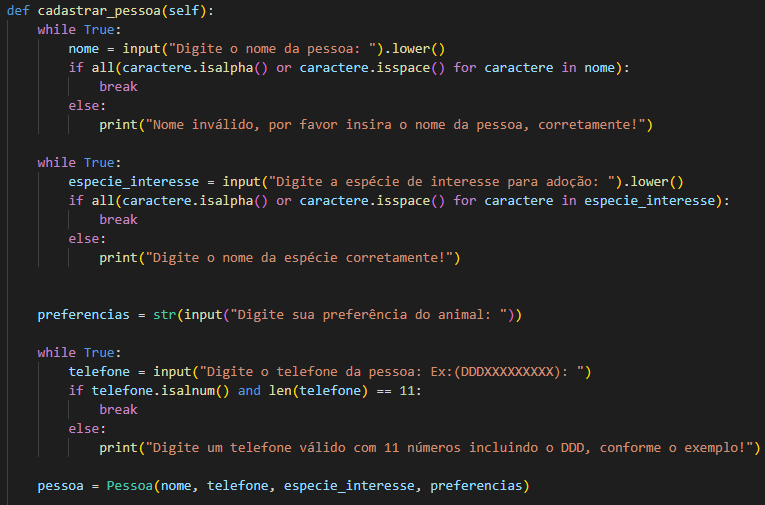 def cadastrar_pessoa(self):
    while True:
        nome = input("Digite o nome da pessoa: ").lower()
        if all(caractere.isalpha() or caractere.isspace() for caractere in nome):
            break
        else:
            print("Nome inválido, por favor insira o nome da pessoa, corretamente!")

    while True:
        especie_interesse = input("Digite a espécie de interesse para adoção: ").lower()
        if all(caractere.isalpha() or caractere.isspace() for caractere in especie_interesse):
            break
        else:
            print("Digite o nome da espécie corretamente!")


    preferencias = str(input("Digite sua preferência do animal: "))

    while True:
        telefone = input("Digite o telefone da pessoa: Ex:(DDDXXXXXXXXX): ")
        if telefone.isalnum() and len(telefone) == 11:
            break
        else:
            print("Digite um telefone válido com 11 números incluindo o DDD, conforme o exemplo!")

    pessoa = Pessoa(nome, telefone, especie_interesse, preferencias)